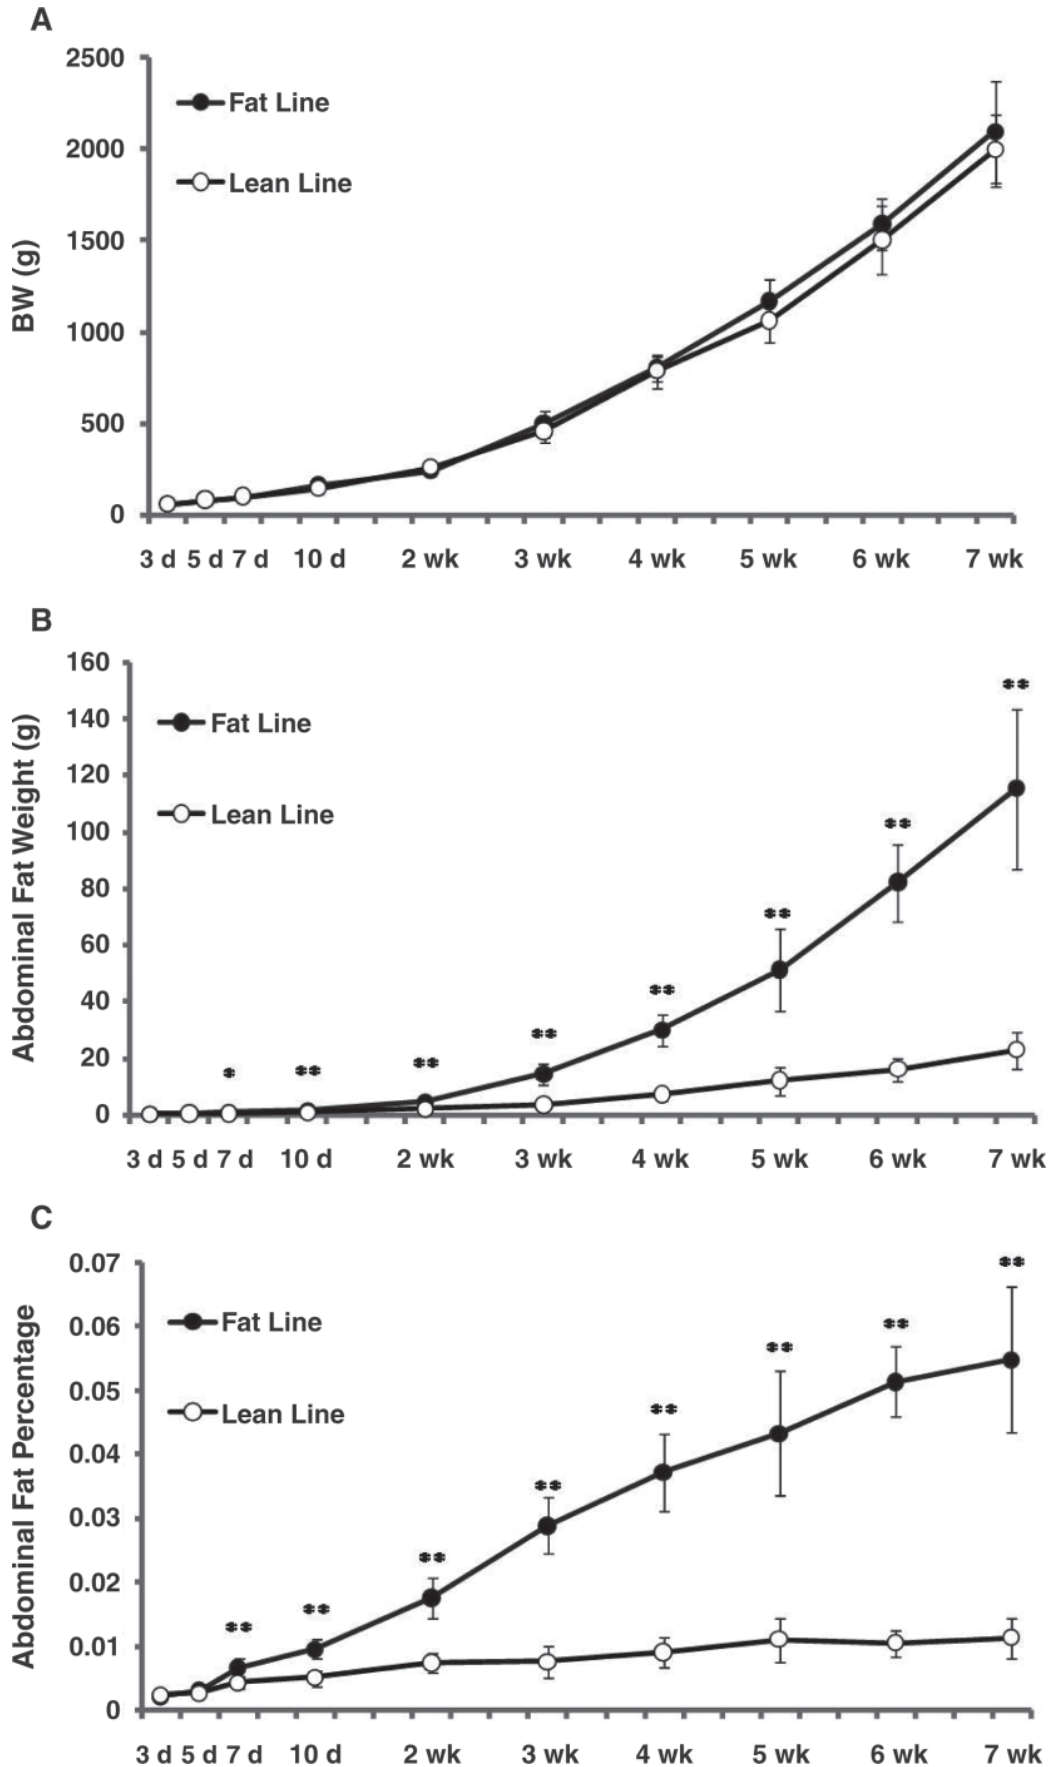 A
2500
Fat Line
2000
Lean Line
1500
BW (g)
1000
500
0
3 d 5 d 7 d 10 d 2 wk 3 wk 4 wk 5 wk 6 wk 7 wk
B
160
140
Fat Line
120
Lean Line
100
Abdominal Fat Weight (g)
80
60
40
20
0
** ** ** ** ** ** ** *
3 d 5 d 7 d 10 d 2 wk 3 wk 4 wk 5 wk 6 wk 7 wk
C
0.07
Fat Line
0.06
0.05
Lean Line
Abdominal Fat Percentage
0.04
0.03
0.02
0.01
0
** ** ** ** ** ** ** **
3 d 5 d 7 d 10 d 2 wk 3 wk 4 wk 5 wk 6 wk 7 wk